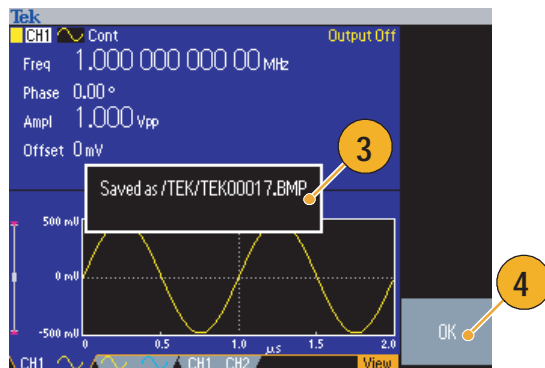 Tek
CH1 Cont Output Off
Freq 1.000 000 000 00 MHz
Phase 0.00 °
Ampl 1.000 Vpp
Offset 0 mV
3
Saved as /TEK/TEK00017.BMP
500 mV
0 mV
-500 mV
0 0.5 1.0 µs 1.5 2.0
4
OK
CH1 CH1 CH2 View